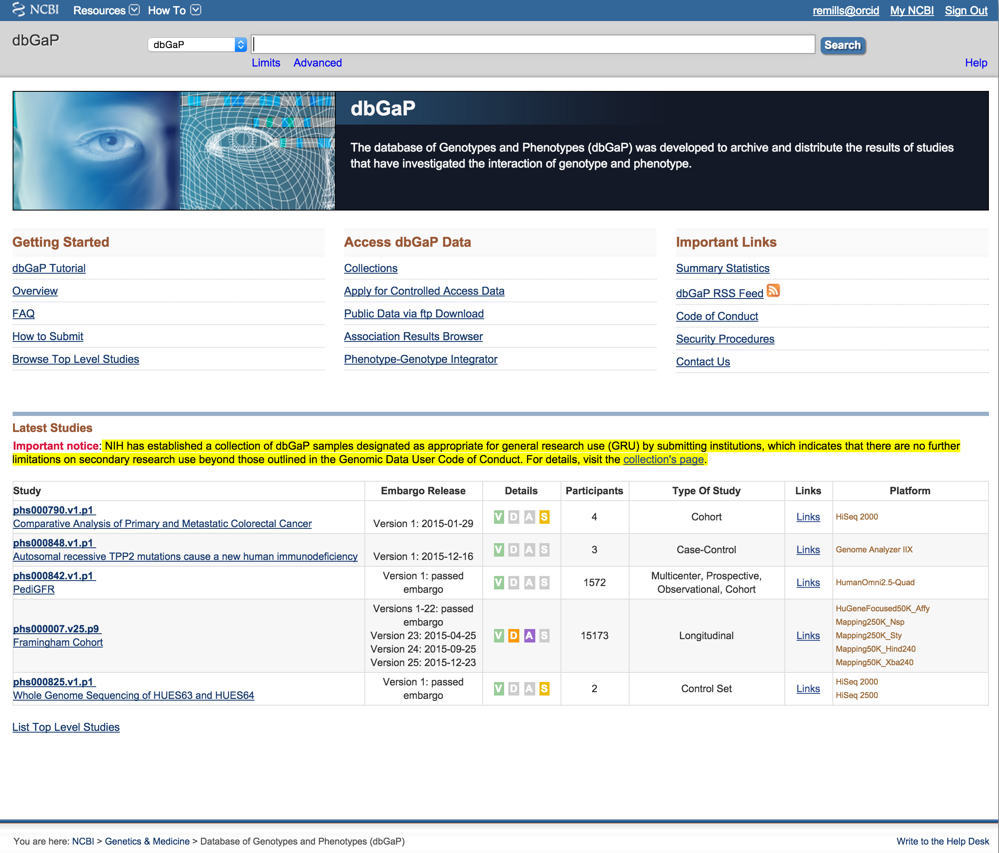 NCBI Resources How To remills@orcid My NCBI Sign Out
dbGaP dbGaP Search
Limits Advanced Help
dbGaP
The database of Genotypes and Phenotypes (dbGaP) was developed to archive and distribute the results of studies
that have investigated the interaction of genotype and phenotype.
Getting Started
dbGaP Tutorial
Overview
FAQ
How to Submit
Browse Top Level Studies
Access dbGaP Data
Collections
Apply for Controlled Access Data
Public Data via ftp Download
Association Results Browser
Phenotype-Genotype Integrator
Important Links
Summary Statistics
dbGaP RSS Feed
Code of Conduct
Security Procedures
Contact Us
Latest Studies
Important notice: NIH has established a collection of dbGaP samples designated as appropriate for general research use (GRU) by submitting institutions, which indicates that there are no further
limitations on secondary research use beyond those outlined in the Genomic Data User Code of Conduct. For details, visit the collection's page.
Study Embargo Release Details Participants Type Of Study Links Platform
phs000790.v1.p1
Comparative Analysis of Primary and Metastatic Colorectal Cancer
Version 1: 2015-01-29
V D A S
4
Cohort
Links
HiSeq 2000
phs000848.v1.p1
Autosomal recessive TPP2 mutations cause a new human immunodeficiency
Version 1: 2015-12-16
V D A S
3
Case-Control
Links
Genome Analyzer IIX
phs000842.v1.p1
PediGFR
Version 1: passed
embargo
V D A S
1572
Multicenter, Prospective,
Observational, Cohort
Links
HumanOmni2.5-Quad
phs000007.v25.p9
Framingham Cohort
Versions 1-22: passed
embargo
Version 23: 2015-04-25
Version 24: 2015-09-25
Version 25: 2015-12-23
V D A S
15173
Longitudinal
Links
HuGeneFocused50K_Affy
Mapping250K_Nsp
Mapping250K_Sty
Mapping50K_Hind240
Mapping50K_Xba240
phs000825.v1.p1
Whole Genome Sequencing of HUES63 and HUES64
Version 1: passed
embargo
V D A S
2
Control Set
Links
HiSeq 2000
HiSeq 2500
List Top Level Studies
You are here: NCBI > Genetics & Medicine > Database of Genotypes and Phenotypes (dbGaP) Write to the Help Desk